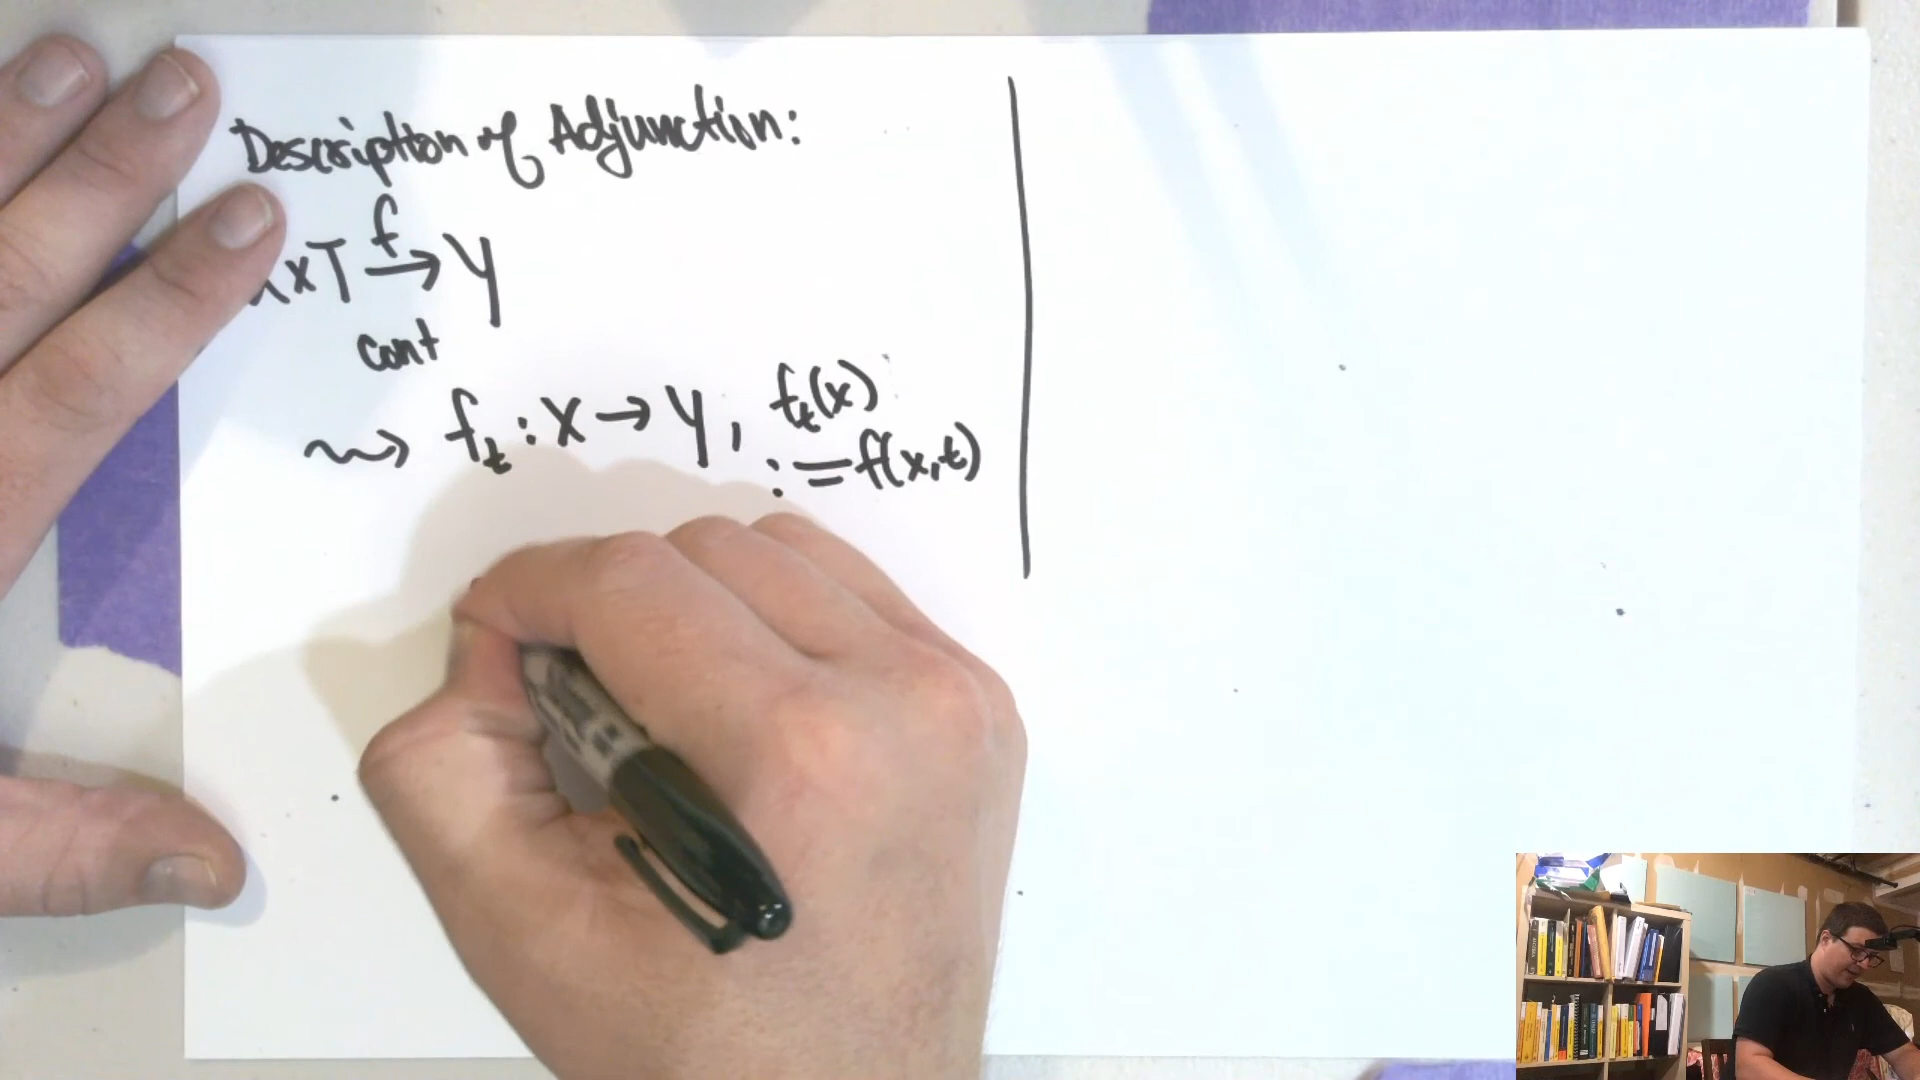 Description of Adjunction:
f
X x T → Y
cont
⇝ f_t : X → Y, f_t(x)
:= f(x,t)